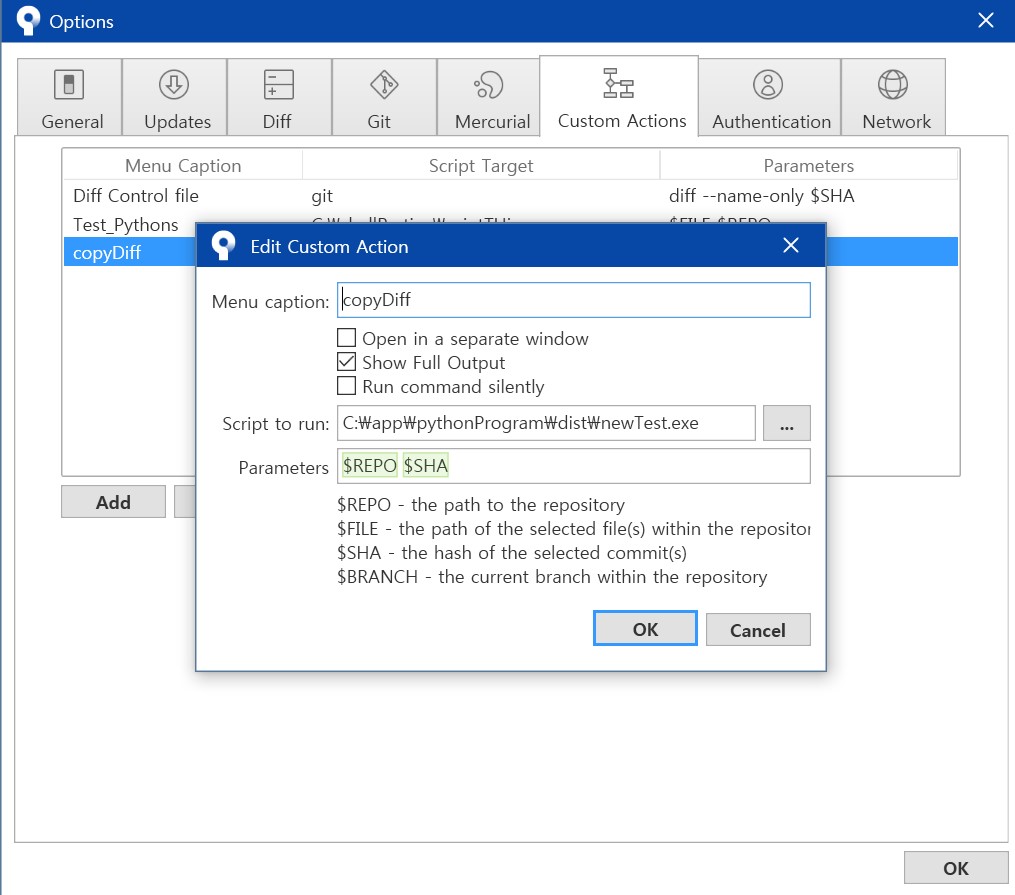 Options
General Updates Diff Git Mercurial Custom Actions Authentication Network
Menu Caption Script Target Parameters
Diff Control file git diff --name-only $SHA
Test_Pythons $FILE $REPO
copyDiff
Edit Custom Action
Menu caption: copyDiff
Open in a separate window
Show Full Output
Run command silently
Script to run: C:₩app₩pythonProgram₩dist₩newTest.exe ...
Parameters $REPO $SHA
$REPO - the path to the repository
$FILE - the path of the selected file(s) within the repositor
$SHA - the hash of the selected commit(s)
$BRANCH - the current branch within the repository
OK Cancel
Add
OK